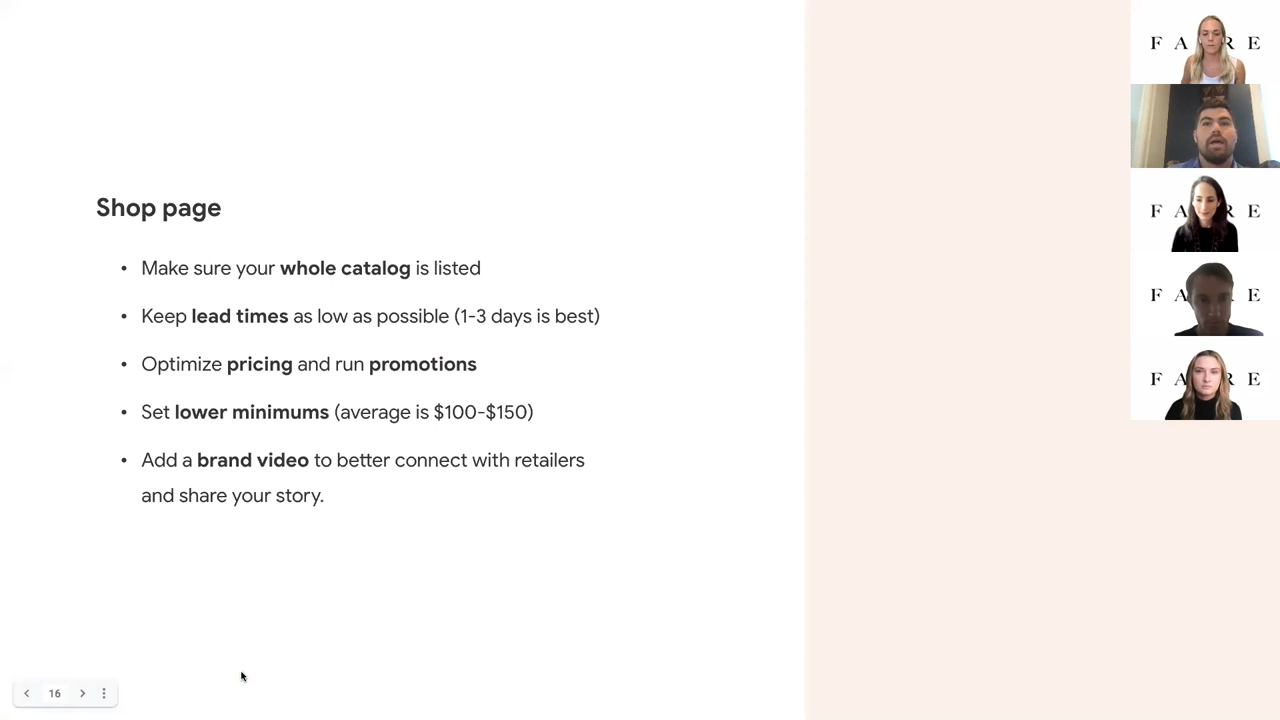 Shop page
• Make sure your whole catalog is listed
• Keep lead times as low as possible (1-3 days is best)
• Optimize pricing and run promotions
• Set lower minimums (average is $100-$150)
• Add a brand video to better connect with retailers
and share your story.
16
F A R E
F A R E
F A R E
F A R E